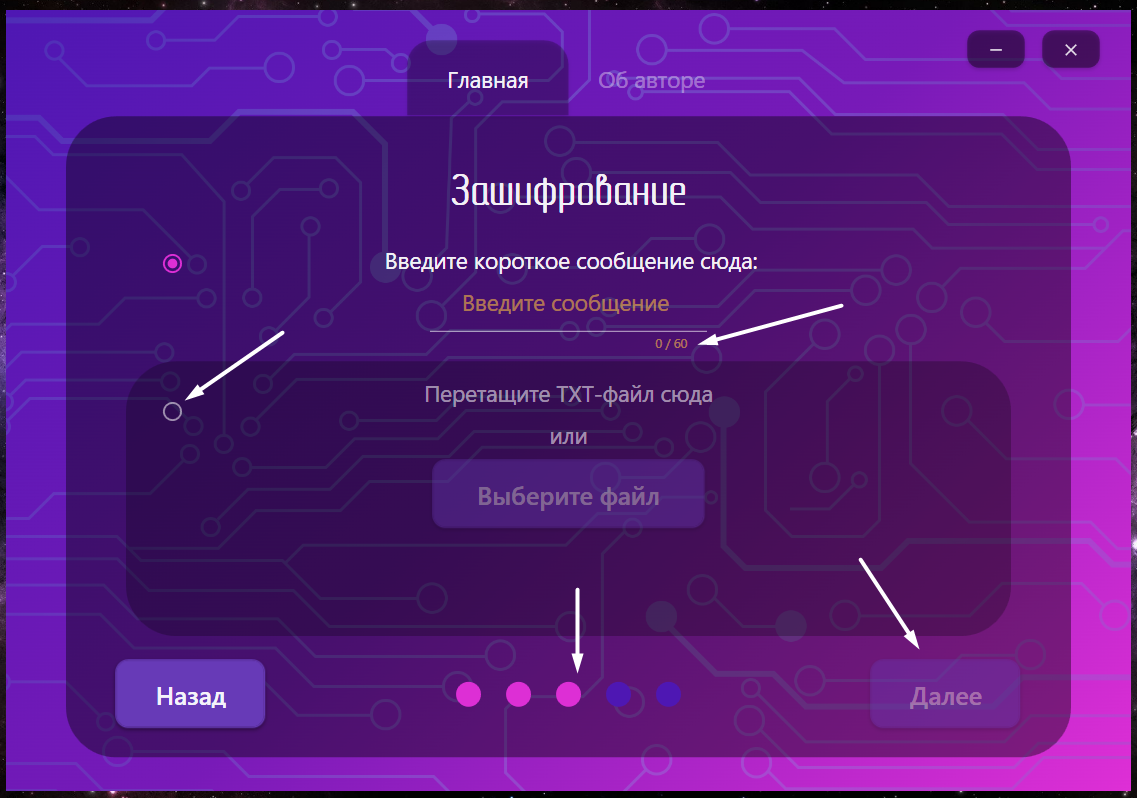 Главная
Об авторе
Зашифрование
Введите короткое сообщение сюда:
Введите сообщение
0 / 60
Перетащите TXT-файл сюда
или
Выберите файл
Назад
Далее